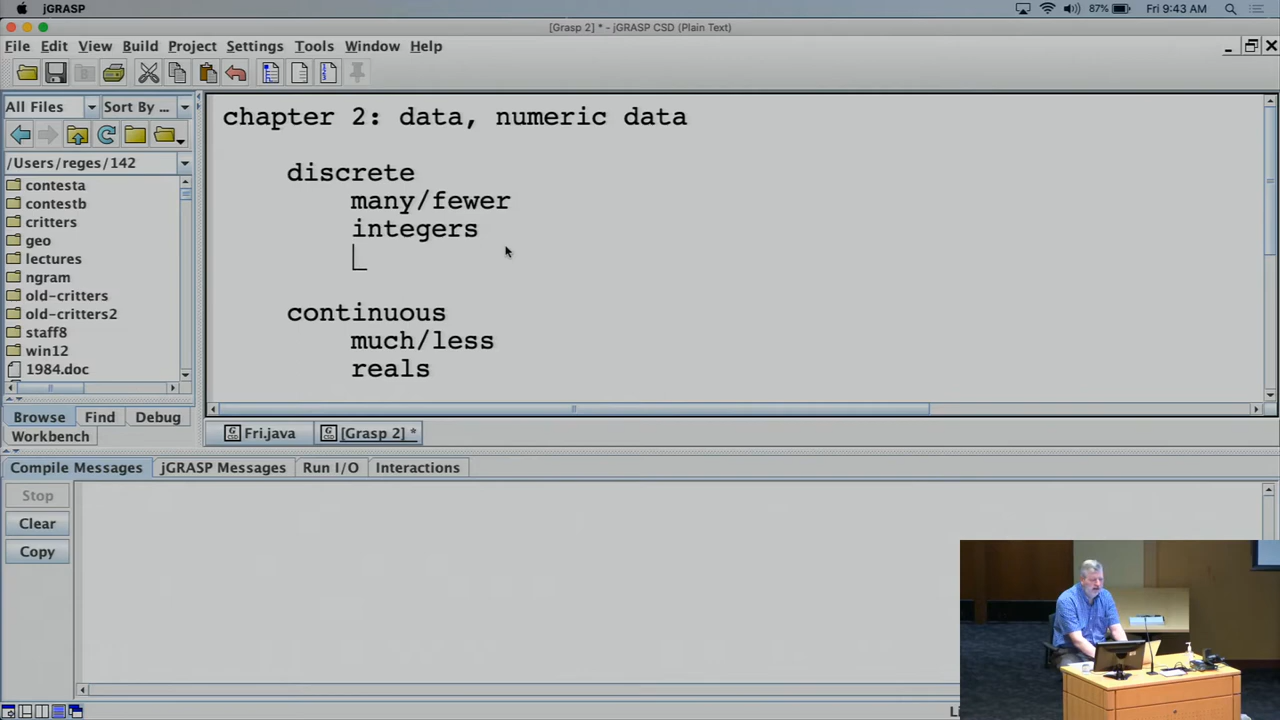 jGRASP
87%
Fri 9:43 AM
[Grasp 2] * - jGRASP CSD (Plain Text)
File Edit View Build Project Settings Tools Window Help
All Files
Sort By ...
/Users/reges/142
contesta
contestb
critters
geo
lectures
ngram
old-critters
old-critters2
staff8
win12
1984.doc
Browse Find Debug
Workbench
chapter 2: data, numeric data
discrete
many/fewer
integers
continuous
much/less
reals
Fri.java
[Grasp 2] *
Compile Messages jGRASP Messages Run I/O Interactions
Stop
Clear
Copy